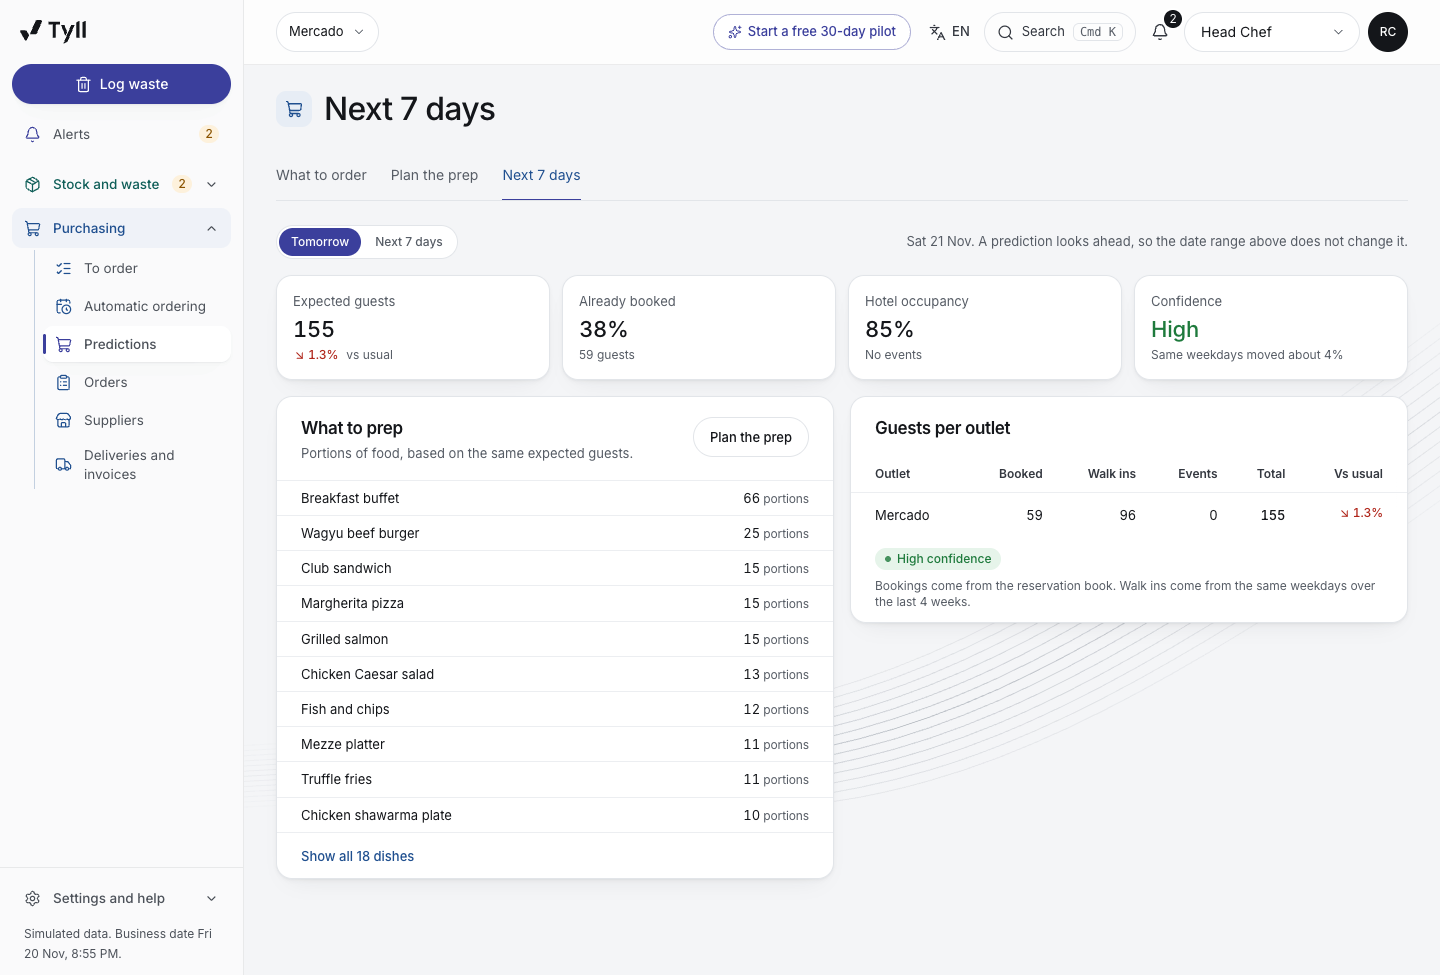 Tyll
Mercado
Start a free 30-day pilot
EN
Search
Cmd K
2
Head Chef
RC
Log waste
Alerts
2
Stock and waste
2
Purchasing
To order
Automatic ordering
Predictions
Orders
Suppliers
Deliveries and
invoices
Settings and help
Simulated data. Business date Fri
20 Nov, 8:55 PM.
Next 7 days
What to order
Plan the prep
Next 7 days
Tomorrow
Next 7 days
Sat 21 Nov. A prediction looks ahead, so the date range above does not change it.
Expected guests
155
↘ 1.3% vs usual
Already booked
38%
59 guests
Hotel occupancy
85%
No events
Confidence
High
Same weekdays moved about 4%
What to prep
Portions of food, based on the same expected guests.
Plan the prep
Breakfast buffet 66 portions
Wagyu beef burger 25 portions
Club sandwich 15 portions
Margherita pizza 15 portions
Grilled salmon 15 portions
Chicken Caesar salad 13 portions
Fish and chips 12 portions
Mezze platter 11 portions
Truffle fries 11 portions
Chicken shawarma plate 10 portions
Show all 18 dishes
Guests per outlet
Outlet Booked Walk ins Events Total Vs usual
Mercado 59 96 0 155 ↘ 1.3%
High confidence
Bookings come from the reservation book. Walk ins come from the same weekdays over
the last 4 weeks.